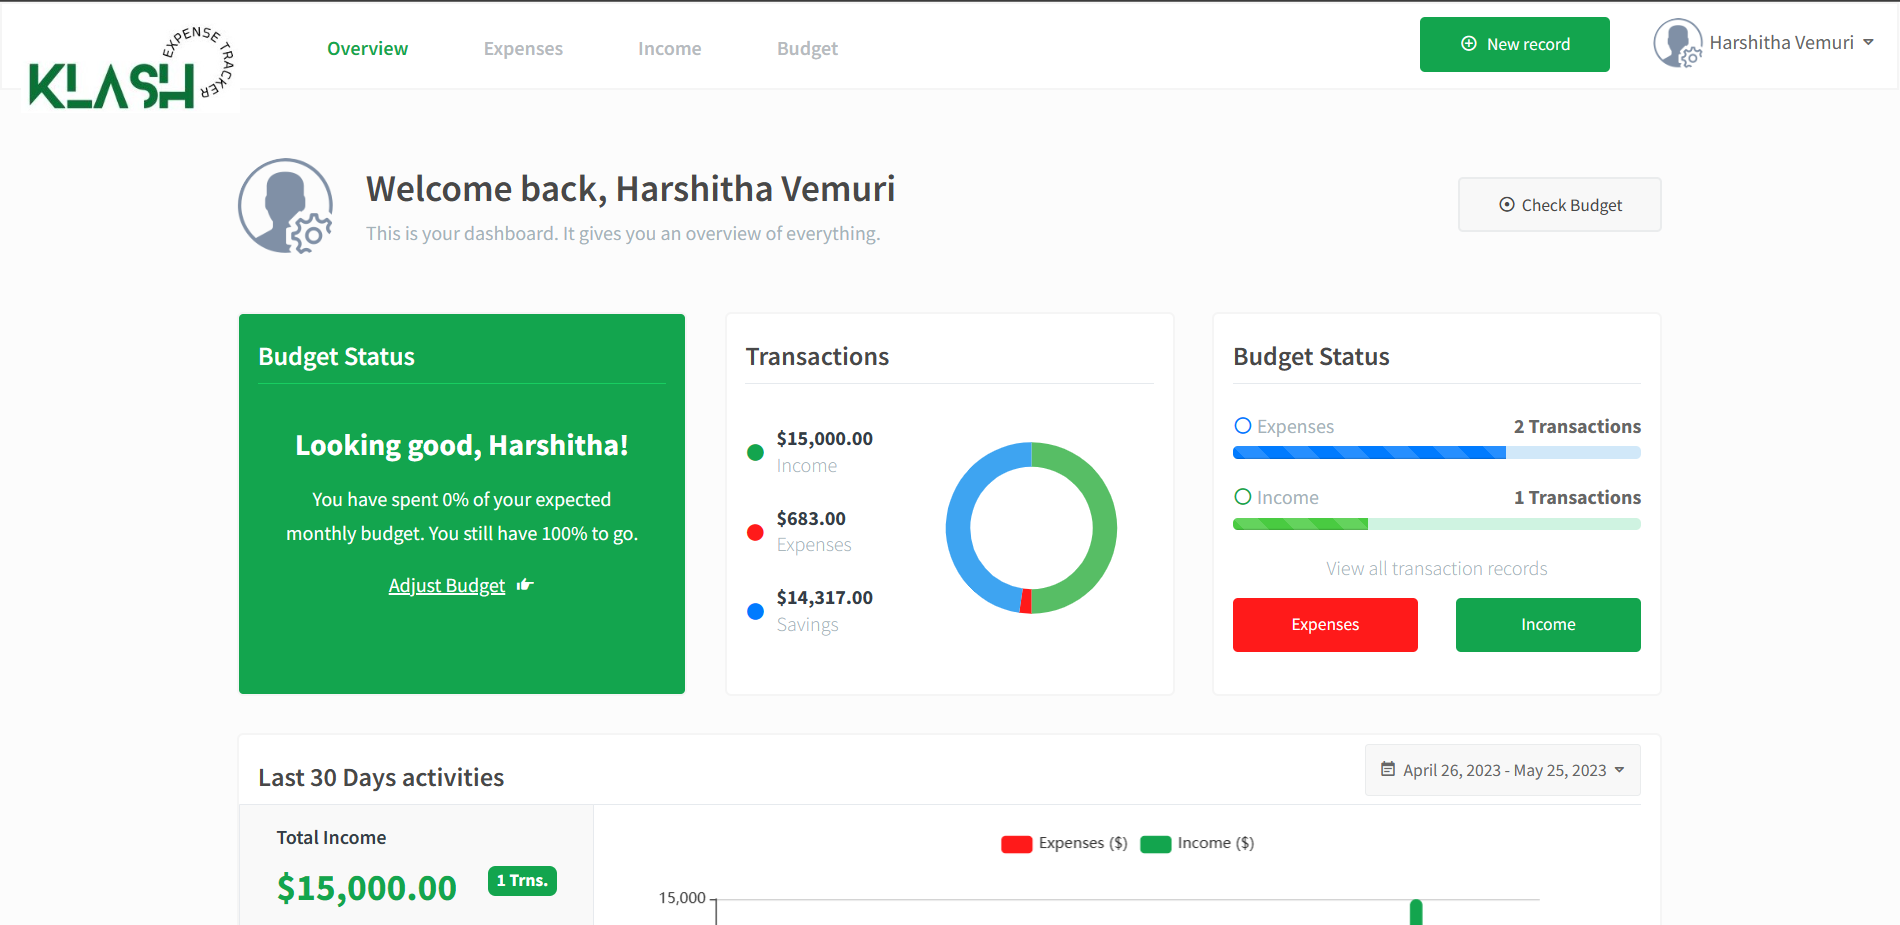 KLASH
EXPENSE TRACKER
Overview
Expenses
Income
Budget
New record
Harshitha Vemuri
Welcome back, Harshitha Vemuri
This is your dashboard. It gives you an overview of everything.
Check Budget
Budget Status
Looking good, Harshitha!
You have spent 0% of your expected
monthly budget. You still have 100% to go.
Adjust Budget
Transactions
$15,000.00
Income
$683.00
Expenses
$14,317.00
Savings
Budget Status
Expenses 2 Transactions
Income 1 Transactions
View all transaction records
Expenses
Income
Last 30 Days activities
April 26, 2023 - May 25, 2023
Total Income
$15,000.00 1 Trns.
Expenses ($) Income ($)
15,000